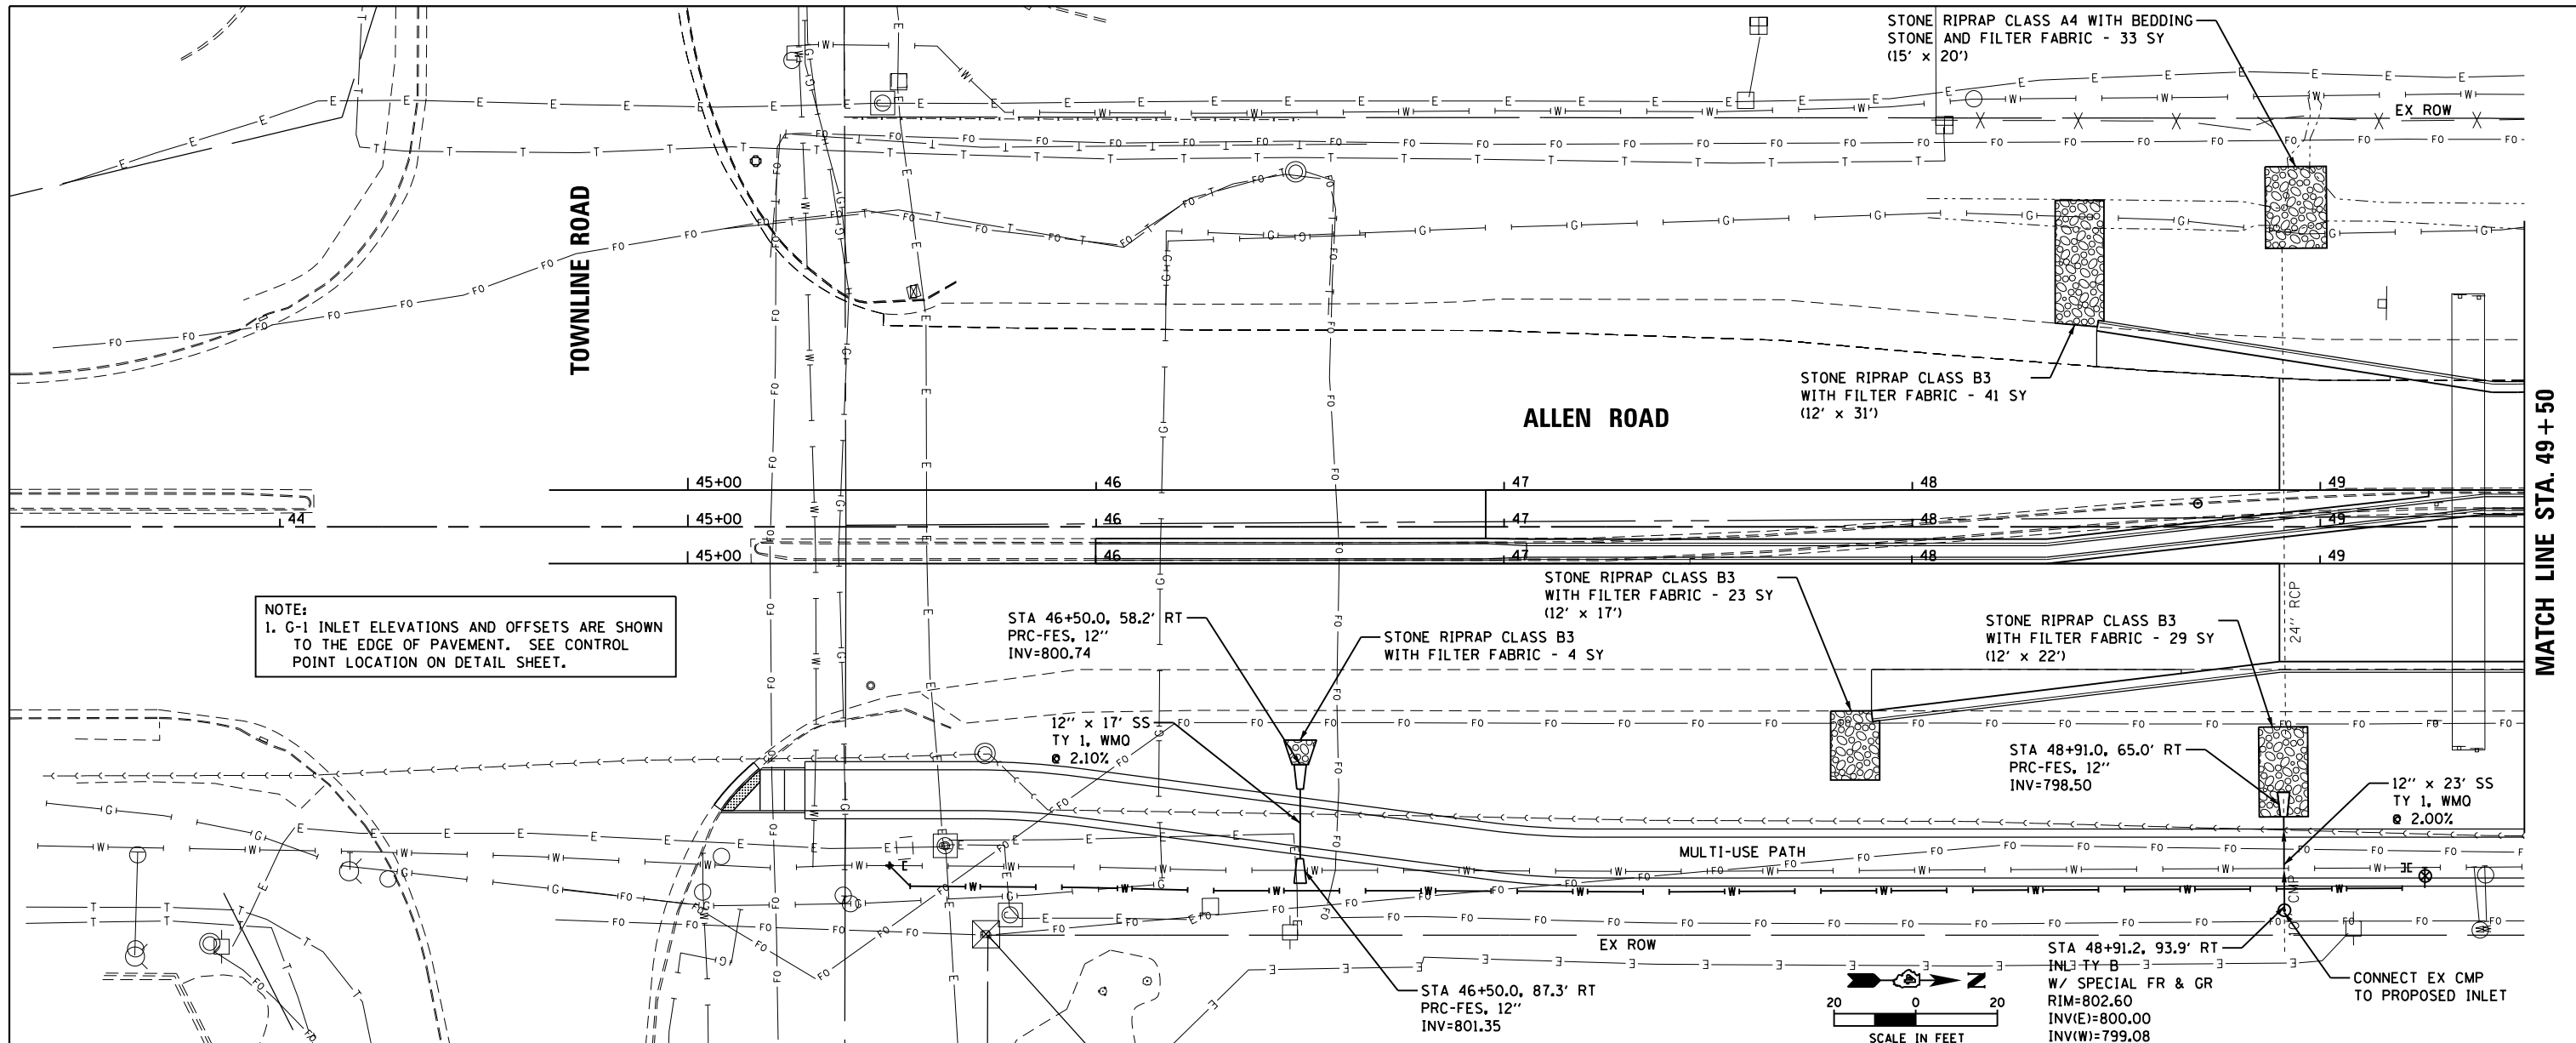 STONE RIPRAP CLASS A4 WITH BEDDING
STONE AND FILTER FABRIC - 33 SY
(15' x 20')
EX ROW
TOWNLINE ROAD
STONE RIPRAP CLASS B3
WITH FILTER FABRIC - 41 SY
(12' x 31')
ALLEN ROAD
MATCH LINE STA. 49+50
45+00 46 47 48 49
44 45+00 46 47 48 49
45+00 46 47 48 49
NOTE:
1. G-1 INLET ELEVATIONS AND OFFSETS ARE SHOWN
TO THE EDGE OF PAVEMENT. SEE CONTROL
POINT LOCATION ON DETAIL SHEET.
STA 46+50.0, 58.2' RT
PRC-FES, 12"
INV=800.74
STONE RIPRAP CLASS B3
WITH FILTER FABRIC - 4 SY
STONE RIPRAP CLASS B3
WITH FILTER FABRIC - 23 SY
(12' x 17')
STONE RIPRAP CLASS B3
WITH FILTER FABRIC - 29 SY
(12' x 22')
24" RCP
12" x 17' SS
TY 1, WMQ
@ 2.10%
STA 48+91.0, 65.0' RT
PRC-FES, 12"
INV=798.50
12" x 23' SS
TY 1, WMQ
@ 2.00%
MULTI-USE PATH
CMP
EX ROW
STA 46+50.0, 87.3' RT
PRC-FES, 12"
INV=801.35
N
20 0 20
SCALE IN FEET
STA 48+91.2, 93.9' RT
INL TY B
W/ SPECIAL FR & GR
RIM=802.60
INV(E)=800.00
INV(W)=799.08
CONNECT EX CMP
TO PROPOSED INLET